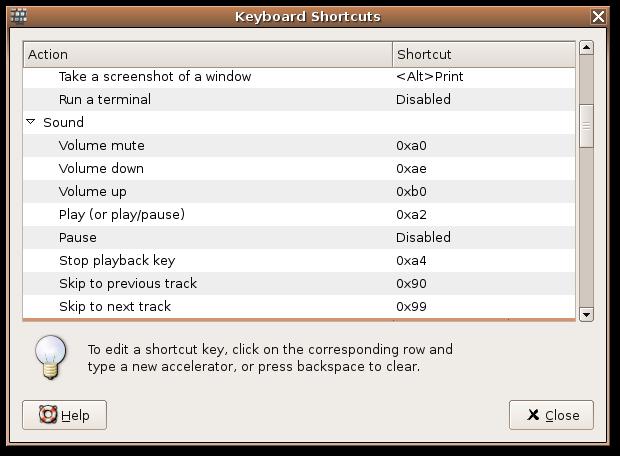 Keyboard Shortcuts
Action Shortcut
Take a screenshot of a window <Alt>Print
Run a terminal Disabled
Sound
Volume mute 0xa0
Volume down 0xae
Volume up 0xb0
Play (or play/pause) 0xa2
Pause Disabled
Stop playback key 0xa4
Skip to previous track 0x90
Skip to next track 0x99
To edit a shortcut key, click on the corresponding row and
type a new accelerator, or press backspace to clear.
Help Close